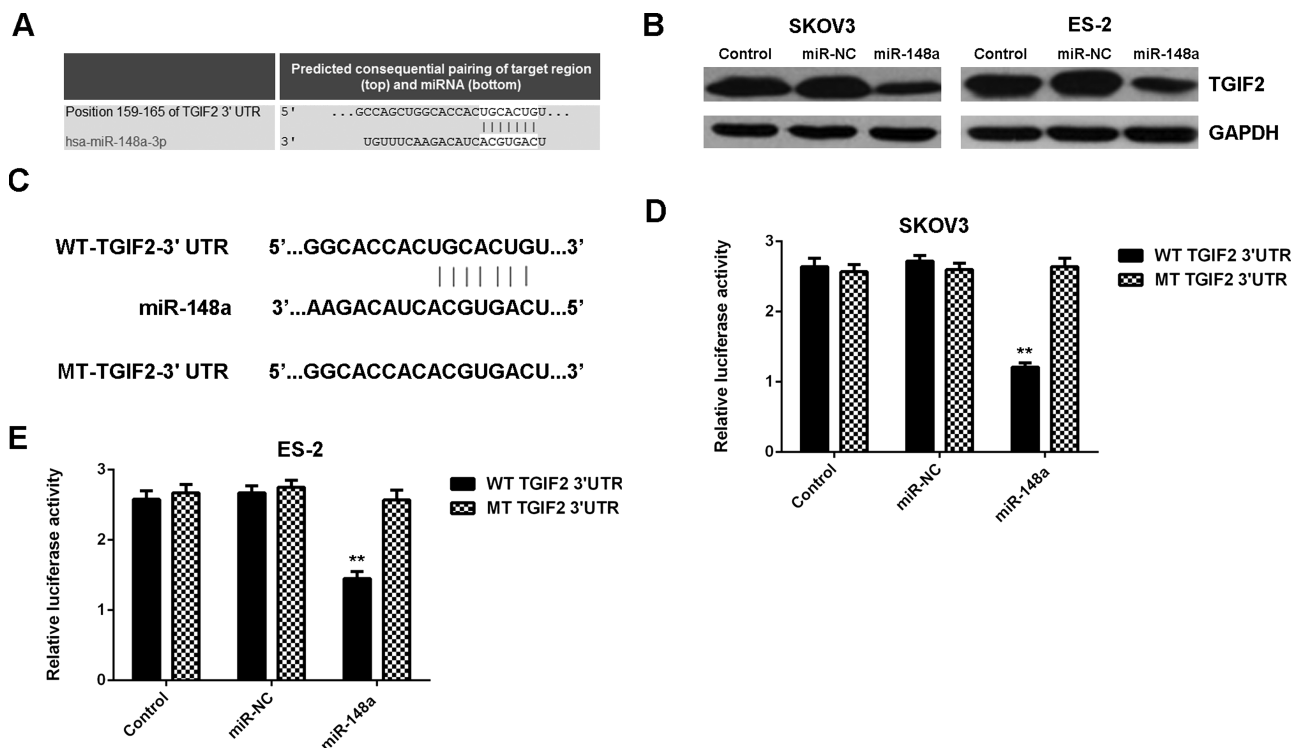 A
Predicted consequential pairing of target region
(top) and miRNA (bottom)
Position 159-165 of TGIF2 3' UTR 5' ...GCCAGCUGGCACCACUGCACUGU...
hsa-miR-148a-3p 3' UGUUUCAAGACAUCACGUGACU
B
SKOV3
Control miR-NC miR-148a
ES-2
Control miR-NC miR-148a
TGIF2
GAPDH
C
WT-TGIF2-3' UTR 5’...GGCACCACUGCACUGU...3’
miR-148a 3’...AAGACAUCACGUGACU...5’
MT-TGIF2-3' UTR 5’...GGCACCACACGUGACU...3’
D
SKOV3
Relative luciferase activity
3
2
1
0
**
Control
miR-NC
miR-148a
WT TGIF2 3'UTR
MT TGIF2 3'UTR
E
ES-2
Relative luciferase activity
3
2
1
0
**
Control
miR-NC
miR-148a
WT TGIF2 3'UTR
MT TGIF2 3'UTR